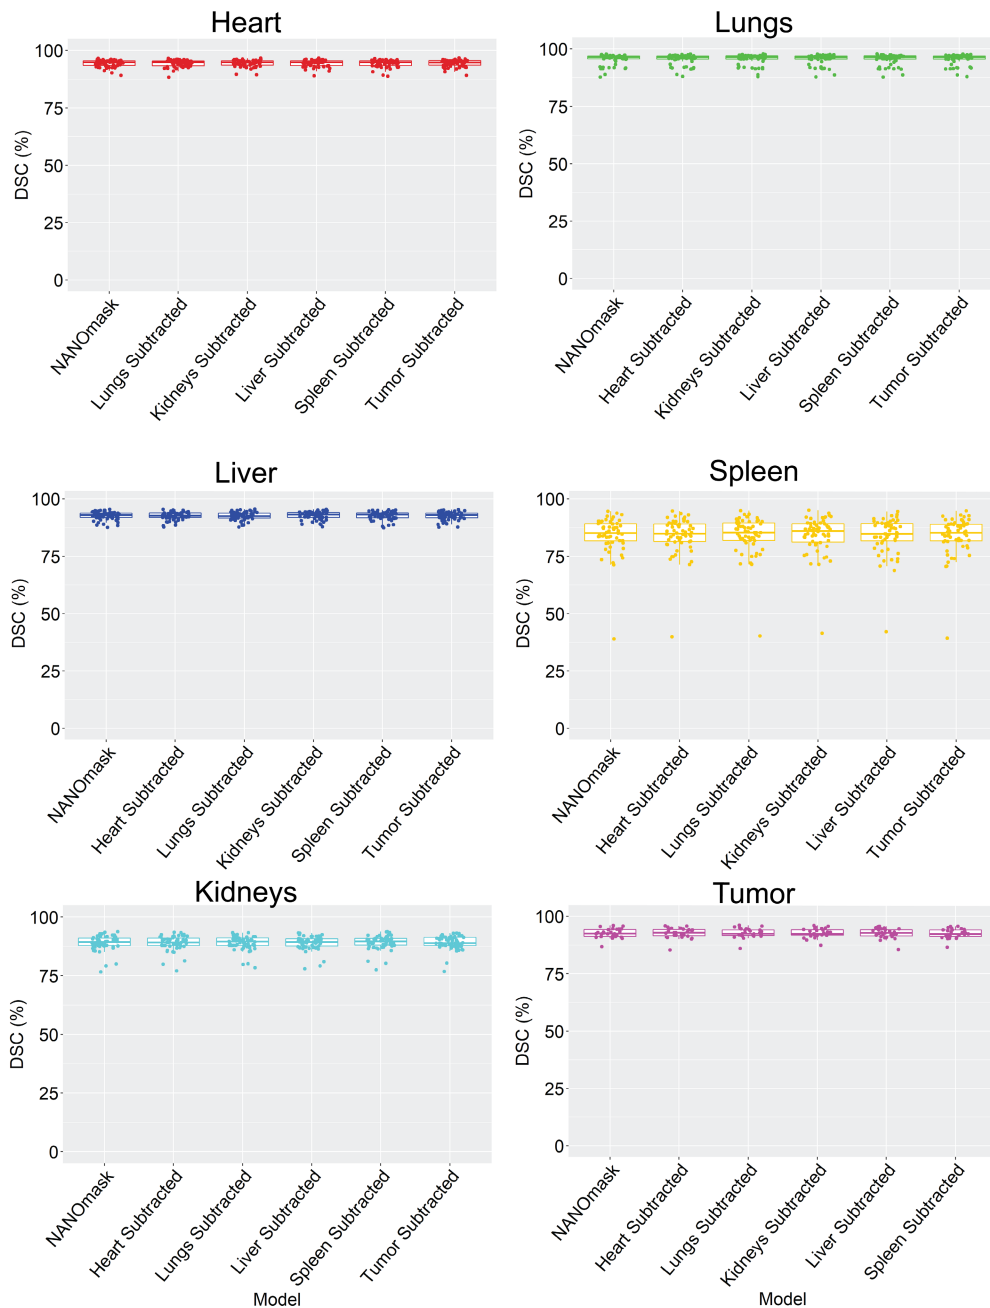 Heart
100
75
50
25
0
DSC (%)
NANOmask
Lungs Subtracted
Kidneys Subtracted
Liver Subtracted
Spleen Subtracted
Tumor Subtracted
Lungs
100
75
50
25
0
DSC (%)
NANOmask
Heart Subtracted
Kidneys Subtracted
Liver Subtracted
Spleen Subtracted
Tumor Subtracted
Liver
100
75
50
25
0
DSC (%)
NANOmask
Heart Subtracted
Lungs Subtracted
Kidneys Subtracted
Spleen Subtracted
Tumor Subtracted
Spleen
100
75
50
25
0
DSC (%)
NANOmask
Heart Subtracted
Lungs Subtracted
Kidneys Subtracted
Liver Subtracted
Tumor Subtracted
Kidneys
100
75
50
25
0
DSC (%)
NANOmask
Heart Subtracted
Lungs Subtracted
Liver Subtracted
Spleen Subtracted
Tumor Subtracted
Model
Tumor
100
75
50
25
0
DSC (%)
NANOmask
Heart Subtracted
Lungs Subtracted
Kidneys Subtracted
Liver Subtracted
Spleen Subtracted
Model